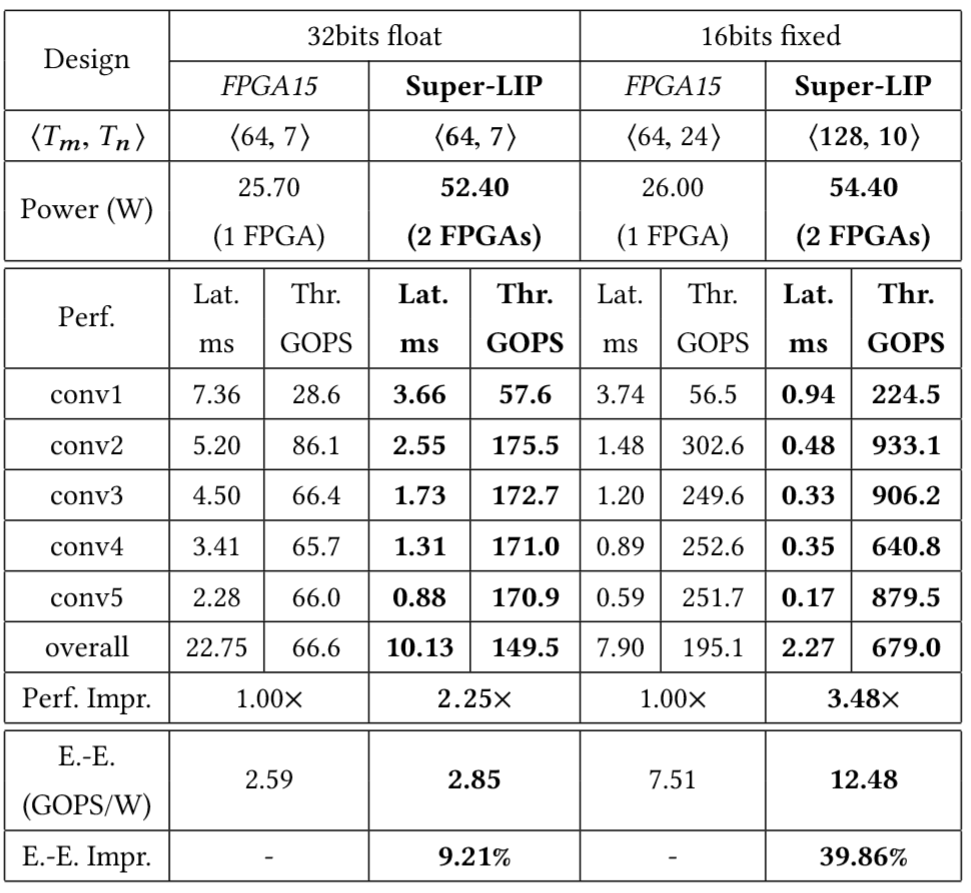 Design 32bits float 16bits fixed
FPGA15 Super-LIP FPGA15 Super-LIP
⟨Tm, Tn⟩ ⟨64, 7⟩ ⟨64, 7⟩ ⟨64, 24⟩ ⟨128, 10⟩
Power (W) 25.70 52.40 26.00 54.40
(1 FPGA) (2 FPGAs) (1 FPGA) (2 FPGAs)
Perf. Lat. Thr. Lat. Thr. Lat. Thr. Lat. Thr.
ms GOPS ms GOPS ms GOPS ms GOPS
conv1 7.36 28.6 3.66 57.6 3.74 56.5 0.94 224.5
conv2 5.20 86.1 2.55 175.5 1.48 302.6 0.48 933.1
conv3 4.50 66.4 1.73 172.7 1.20 249.6 0.33 906.2
conv4 3.41 65.7 1.31 171.0 0.89 252.6 0.35 640.8
conv5 2.28 66.0 0.88 170.9 0.59 251.7 0.17 879.5
overall 22.75 66.6 10.13 149.5 7.90 195.1 2.27 679.0
Perf. Impr. 1.00× 2.25× 1.00× 3.48×
E.-E.
(GOPS/W) 2.59 2.85 7.51 12.48
E.-E. Impr. - 9.21% - 39.86%